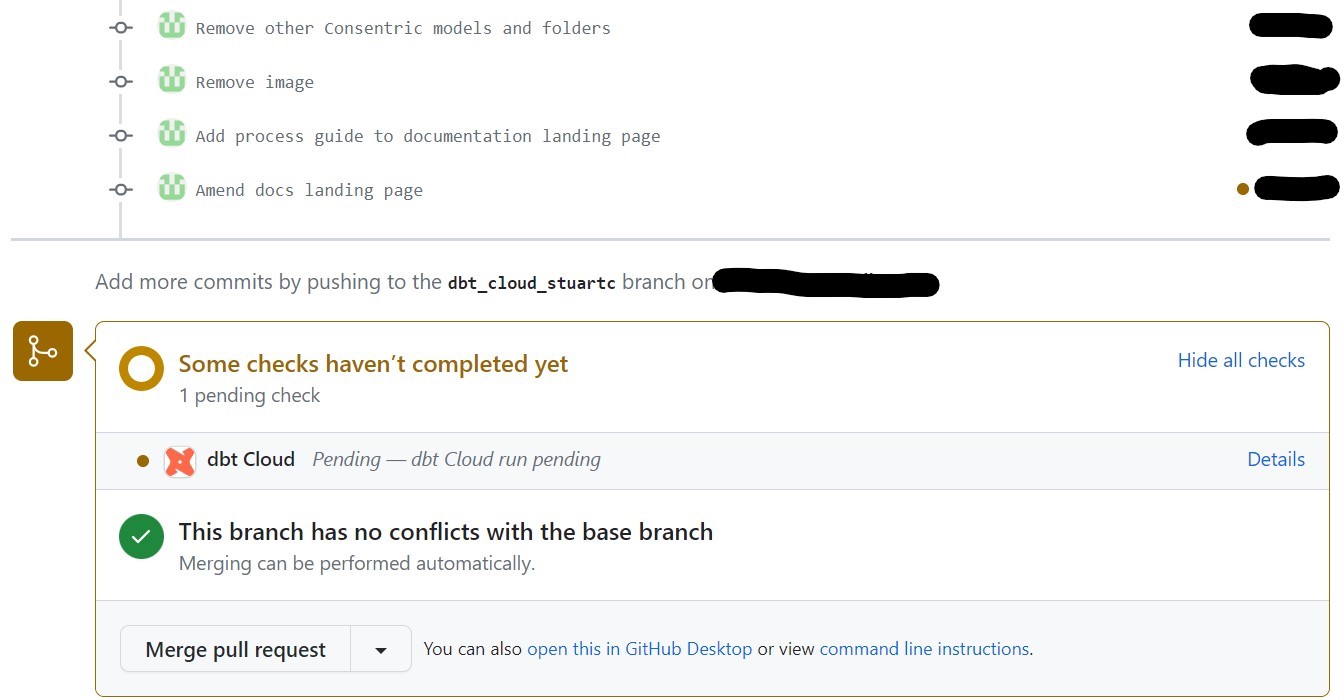 Remove other Consentric models and folders
Remove image
Add process guide to documentation landing page
Amend docs landing page
Add more commits by pushing to the dbt_cloud_stuartc branch on
Some checks haven’t completed yet
Hide all checks
1 pending check
dbt Cloud Pending — dbt Cloud run pending
Details
This branch has no conflicts with the base branch
Merging can be performed automatically.
Merge pull request
You can also open this in GitHub Desktop or view command line instructions.